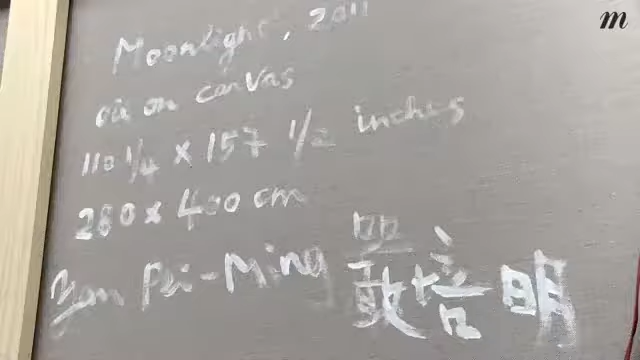 m
Moonlight, 2011
oil on canvas
110 1/4 x 157 1/2 inches
280 x 400 cm
Yan Pei-Ming 严培明